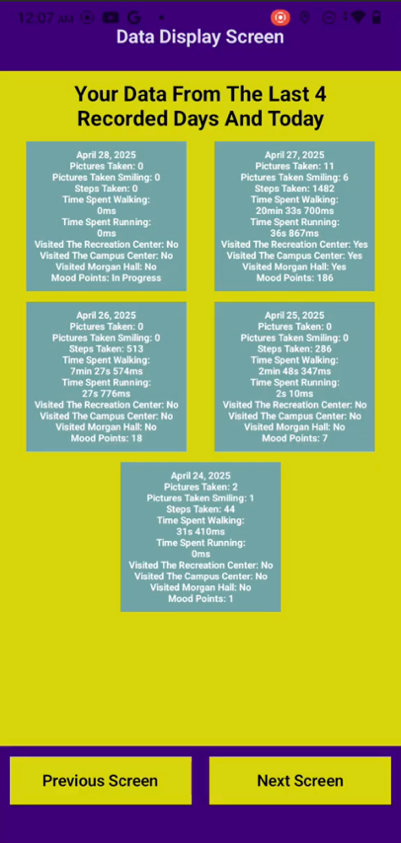 12:07 AM
Data Display Screen
Your Data From The Last 4
Recorded Days And Today
April 28, 2025
Pictures Taken: 0
Pictures Taken Smiling: 0
Steps Taken: 0
Time Spent Walking:
0ms
Time Spent Running:
0ms
Visited The Recreation Center: No
Visited The Campus Center: No
Visited Morgan Hall: No
Mood Points: In Progress
April 27, 2025
Pictures Taken: 11
Pictures Taken Smiling: 6
Steps Taken: 1482
Time Spent Walking:
20min 33s 700ms
Time Spent Running:
36s 867ms
Visited The Recreation Center: Yes
Visited The Campus Center: Yes
Visited Morgan Hall: Yes
Mood Points: 186
April 26, 2025
Pictures Taken: 0
Pictures Taken Smiling: 0
Steps Taken: 513
Time Spent Walking:
7min 27s 574ms
Time Spent Running:
27s 776ms
Visited The Recreation Center: No
Visited The Campus Center: No
Visited Morgan Hall: No
Mood Points: 18
April 25, 2025
Pictures Taken: 0
Pictures Taken Smiling: 0
Steps Taken: 286
Time Spent Walking:
2min 48s 347ms
Time Spent Running:
2s 10ms
Visited The Recreation Center: No
Visited The Campus Center: No
Visited Morgan Hall: No
Mood Points: 7
April 24, 2025
Pictures Taken: 2
Pictures Taken Smiling: 1
Steps Taken: 44
Time Spent Walking:
31s 410ms
Time Spent Running:
0ms
Visited The Recreation Center: No
Visited The Campus Center: No
Visited Morgan Hall: No
Mood Points: 1
Previous Screen
Next Screen